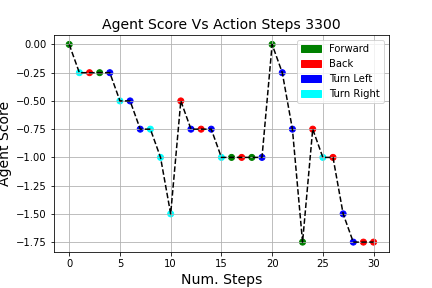 Agent Score Vs Action Steps 3300
Agent Score
0.00
−0.25
−0.50
−0.75
−1.00
−1.25
−1.50
−1.75
Forward
Back
Turn Left
Turn Right
0 5 10 15 20 25 30
Num. Steps